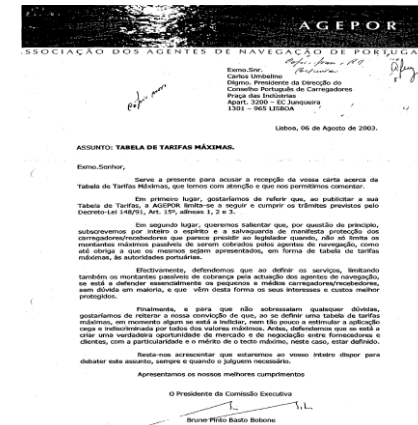 AGEPOR
ASSOCIAÇÃO DOS AGENTES DE NAVEGAÇÃO DE PORTUGA
Exmo.Snr.
Carlos Umbelino
Digmo. Presidente da Direcção do
Conselho Português de Carregadores
Praça das Indústrias
Apart. 3200 – EC Junqueira
1301 – 965 LISBOA
Lisboa, 06 de Agosto de 2003.
ASSUNTO: TABELA DE TARIFAS MÁXIMAS.
Exmo.Senhor,
Serve a presente para acusar a recepção da vossa carta acerca da
Tabela de Tarifas Máximas, que lemos com atenção e que nos permitimos comentar.
Em primeiro lugar, gostaríamos de referir que, ao publicitar a sua
Tabela de Tarifas, a AGEPOR limita-se a seguir e cumprir os trâmites previstos pelo
Decreto-Lei 148/91, Art. 15º, alíneas 1, 2 e 3.
Em segundo lugar, queremos salientar que, por questão de princípio,
subscrevemos por inteiro o espírito e a salvaguarda de manifesta protecção dos
carregadores/recebedores que parece presidir ao legislador quando, não só limita os
montantes máximos passíveis de serem cobrados pelos agentes de navegação, como
até obriga a que os mesmos sejam apresentados, em forma de tabela de tarifas
máximas, às autoridades portuárias.
Efectivamente, defendemos que ao definir os serviços, limitando
também os montantes passíveis de cobrança pela actuação dos agentes de navegação,
se está a defender essencialmente os pequenos e médias carregadores/recebedores,
sem dúvida em maioria, e que vêm desta forma os seus interesses e custos melhor
protegidos.
Finalmente, e para que não sobressaiam quaisquer dúvidas,
gostaríamos de reiterar a nossa convicção de que, ao se definir uma tabela de tarifas
máximas, em momento algum se está a indiciar, nem tão pouco a estimular a aplicação
cega e indiscriminada por todos dos valores máximos. Antes, defendemos que se está a
criar uma verdadeira oportunidade de mercado e de negociação entre fornecedores e
clientes, com a particularidade e o mérito de o tecto máximo, neste caso, estar definido.
Resta-nos acrescentar que estaremos ao vosso inteiro dispor para
debater este assunto, sempre e quando o julguem necessário.
Apresentamos os nossos melhores cumprimentos
O Presidente da Comissão Executiva
Bruno Pinto Basto Bobone